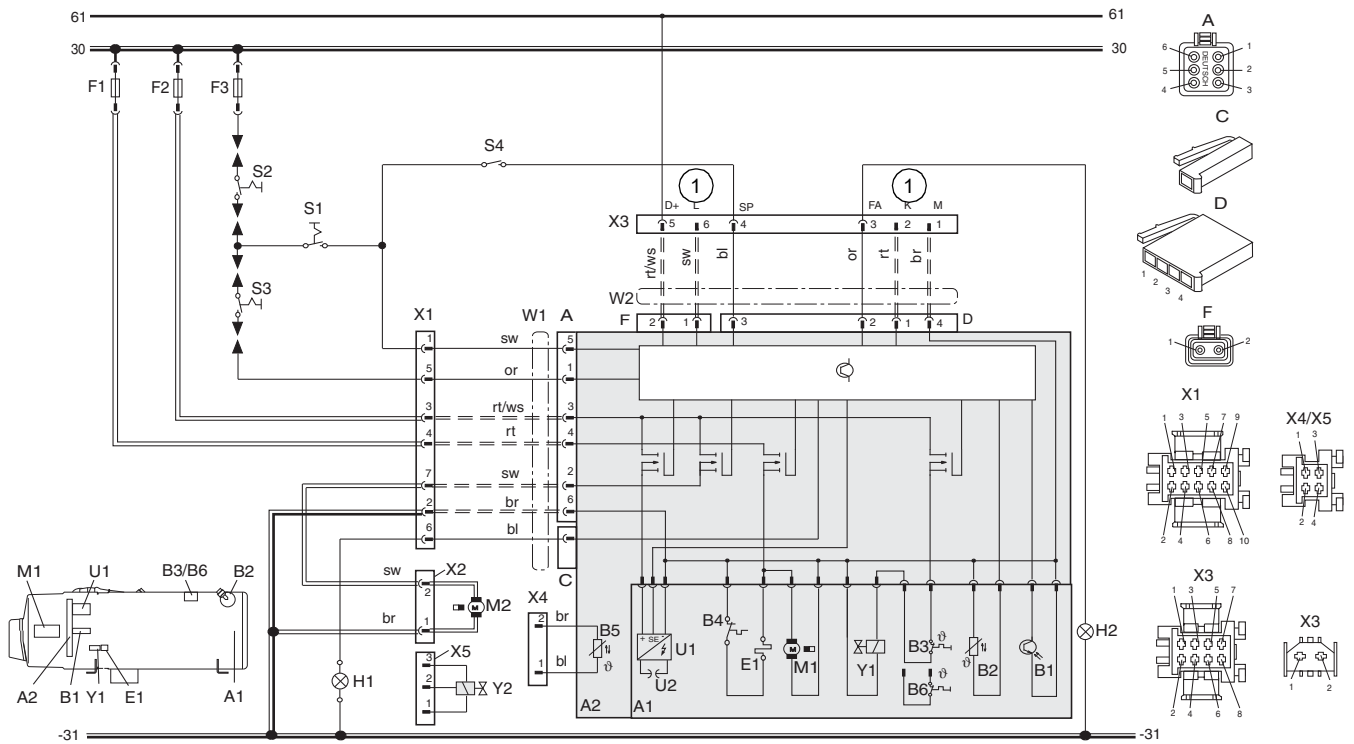 61
61
30
30
F1
F2
F3
S2
S1
S3
S4
1
1
D+
L
SP
FA
K
M
X3
5
6
4
3
2
1
rt/ws
sw
bl
or
rt
br
W2
F
2
1
3
2
1
4
D
X1
W1
A
1
sw
5
5
or
1
3
rt/ws
3
4
rt
4
7
sw
2
2
br
6
6
bl
C
sw
X2
2
M
M2
br
1
X4
2
br
B5
1
bl
ϑ
X5
3
2
1
Y2
H1
A2
A1
+ SE -
U1
U2
B4
E1
M
M1
Y1
B3
ϑ
B6
ϑ
B2
ϑ
B1
H2
M1
U1
B3/B6
B2
A2
B1
Y1
E1
A1
-31
-31
A
6
1
5
2
4
3
DEUTSCH
C
D
1
2
3
4
F
1
2
X1
1
3
5
7
9
2
4
6
8
10
X4/X5
1
3
2
4
X3
1
3
5
7
2
4
6
8
X3
1
2